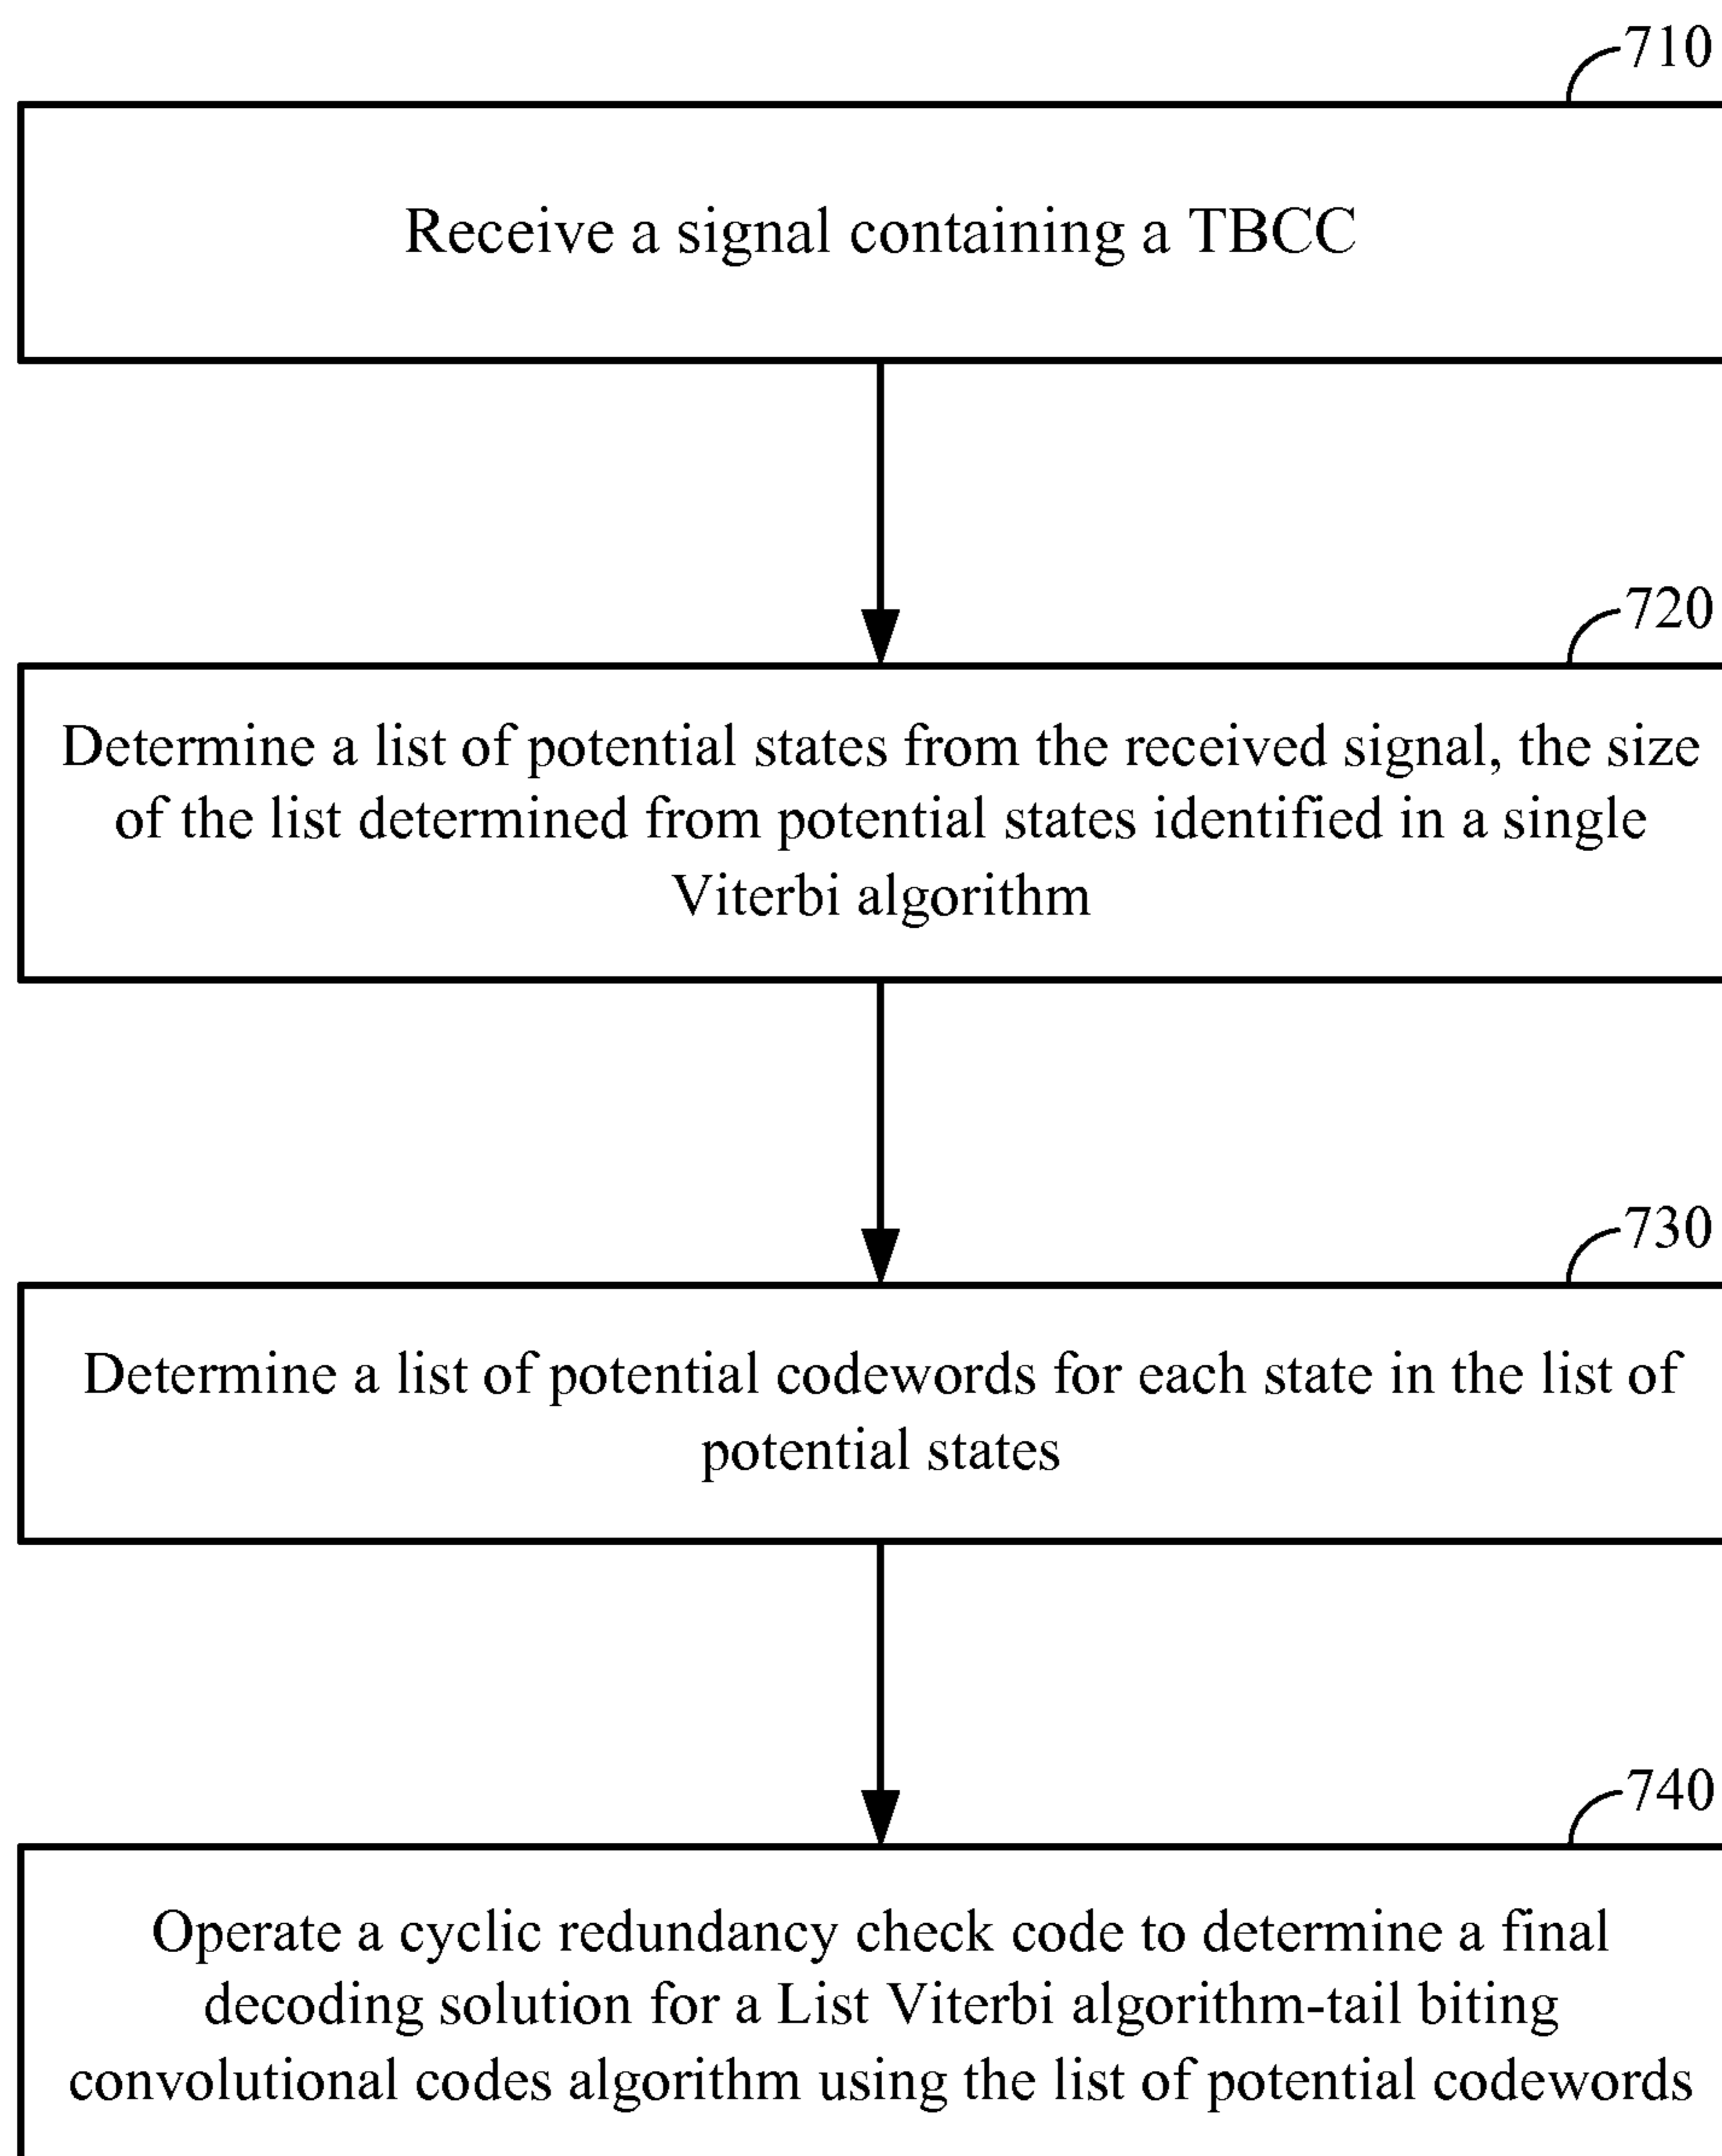 710
Receive a signal containing a TBCC
720
Determine a list of potential states from the received signal, the size
of the list determined from potential states identified in a single
Viterbi algorithm
730
Determine a list of potential codewords for each state in the list of
potential states
740
Operate a cyclic redundancy check code to determine a final
decoding solution for a List Viterbi algorithm-tail biting
convolutional codes algorithm using the list of potential codewords